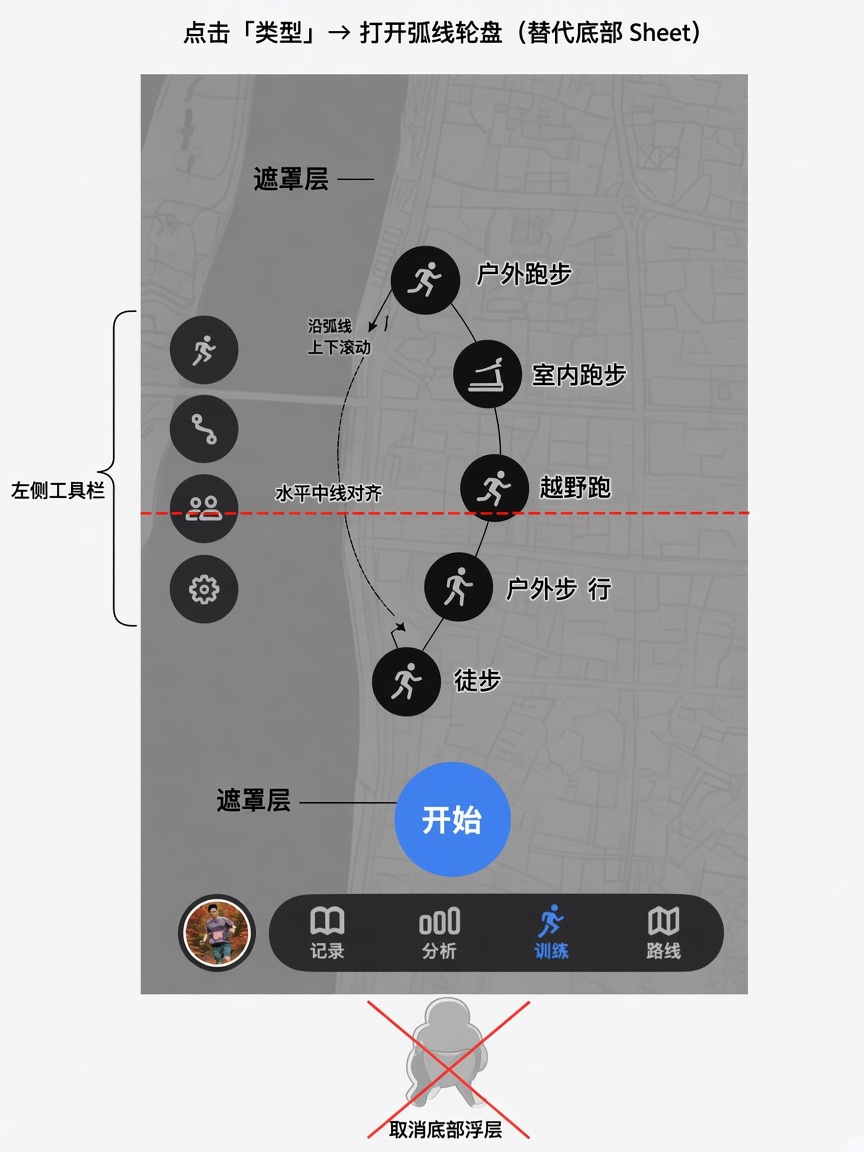 点击「类型」→ 打开弧线轮盘（替代底部 Sheet）
遮罩层
户外跑步
沿弧线
上下滚动
室内跑步
左侧工具栏
水平中线对齐
越野跑
户外步 行
徒步
遮罩层
开始
记录
分析
训练
路线
取消底部浮层